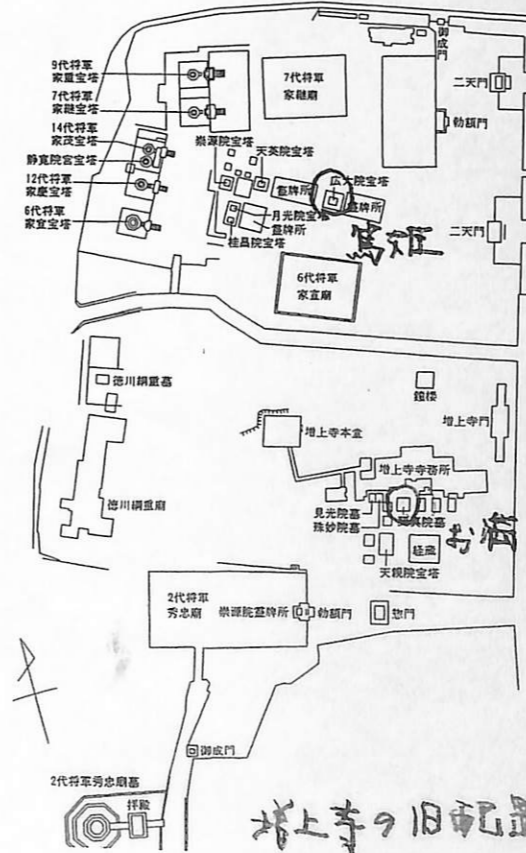 御成門
二天門
勅額門
9代将軍
家重宝塔
7代将軍
家継宝塔
14代将軍
家茂宝塔
静寛院宮宝塔
12代将軍
家慶宝塔
6代将軍
家宣宝塔
7代将軍
家継廟
崇源院宝塔
天英院宝塔
広大院宝塔
霊牌所
霊牌所
月光院宝塔
霊牌所
桂昌院宝塔
篤姫
二天門
6代将軍
家宣廟
徳川綱重墓
鐘楼
増上寺本堂
増上寺門
増上寺寺務所
徳川綱重廟
見光院墓
珠妙院墓
お
経蔵
天親院宝塔
2代将軍
秀忠廟
崇源院霊牌所
勅額門
惣門
御成門
2代将軍秀忠廟墓
拝殿
増上寺の旧配置